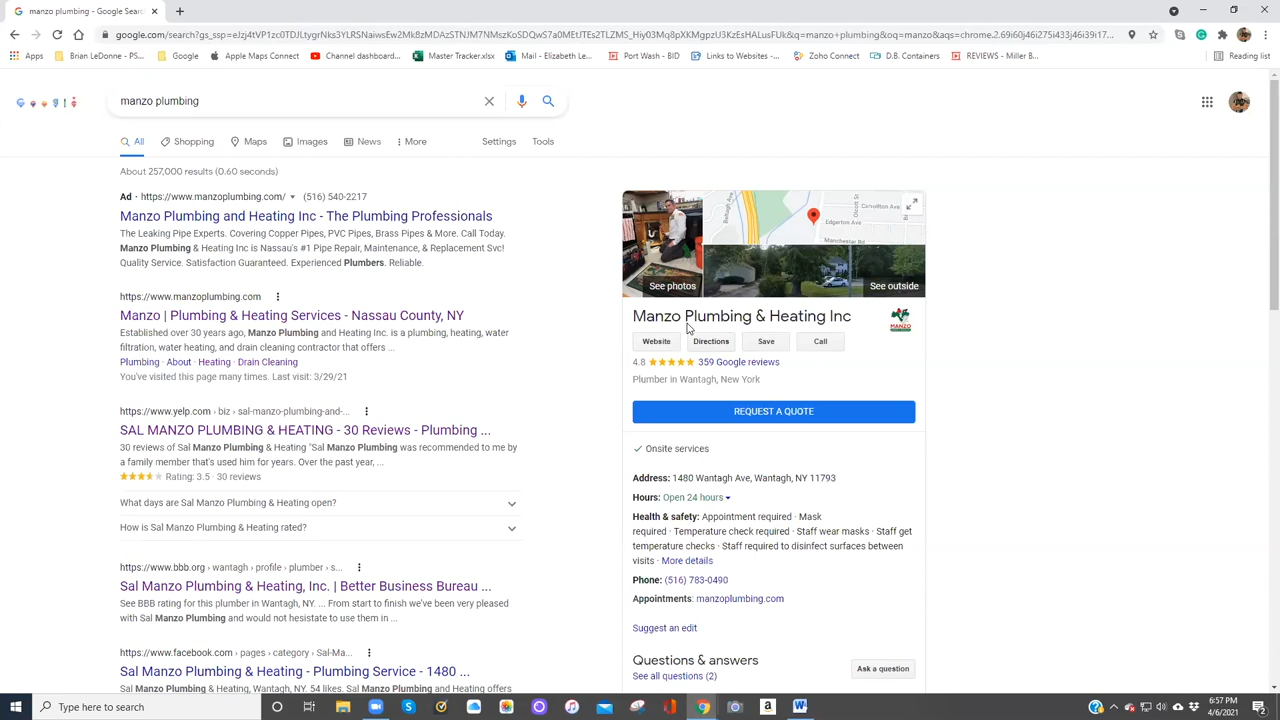 manzo plumbing - Google Search
google.com/search?gs_ssp=eJzj4tVP1zc0TDJLtygrNks3YLRSNaiwsEw2Mk8zMDAzSTNJM7NMszKoSDQwS7a0MEtJTEs2TLZMS_Hiy03Mq8pXKMgpzU3KzEsHALusFUk&q=manzo+plumbing&oq=manzo&aqs=chrome.2.69i60j46i275i433j46i39i17...
Apps Brian LeDonne - PS... Google Apple Maps Connect Channel dashboard... Master Tracker.xlsx Mail - Elizabeth Le... Port Wash - BID Links to Websites -... Zoho Connect D.B. Containers REVIEWS - Miller B... Reading list
manzo plumbing
All Shopping Maps Images News More Settings Tools
About 257,000 results (0.60 seconds)
Ad · https://www.manzoplumbing.com/ (516) 540-2217
Manzo Plumbing and Heating Inc - The Plumbing Professionals
The Leaking Pipe Experts. Covering Copper Pipes, PVC Pipes, Brass Pipes & More. Call Today.
Manzo Plumbing & Heating Inc is Nassau's #1 Pipe Repair, Maintenance, & Replacement Svc!
Quality Service. Satisfaction Guaranteed. Experienced Plumbers. Reliable.
https://www.manzoplumbing.com
Manzo | Plumbing & Heating Services - Nassau County, NY
Established over 30 years ago, Manzo Plumbing and Heating Inc. is a plumbing, heating, water
filtration, water heating, and drain cleaning contractor that offers ...
Plumbing · About · Heating · Drain Cleaning
You've visited this page many times. Last visit: 3/29/21
https://www.yelp.com › biz › sal-manzo-plumbing-and-...
SAL MANZO PLUMBING & HEATING - 30 Reviews - Plumbing ...
30 reviews of Sal Manzo Plumbing & Heating "Sal Manzo Plumbing was recommended to me by
a family member that's used him for years. Over the past year, ...
Rating: 3.5 · 30 reviews
What days are Sal Manzo Plumbing & Heating open?
How is Sal Manzo Plumbing & Heating rated?
https://www.bbb.org › wantagh › profile › plumber › s...
Sal Manzo Plumbing & Heating, Inc. | Better Business Bureau ...
See BBB rating for this plumber in Wantagh, NY. ... From start to finish we've been very pleased
with Sal Manzo Plumbing and would not hesistate to use them in ...
https://www.facebook.com › pages › category › Sal-Ma...
Sal Manzo Plumbing & Heating - Plumbing Service - 1480 ...
Sal Manzo Plumbing & Heating, Wantagh, NY. 54 likes. Sal Manzo Plumbing and Heating offers
Carrollton Ave
Edgerton Ave
Manchester Rd
See photos
See outside
Manzo Plumbing & Heating Inc
MANZO
Website Directions Save Call
4.8 359 Google reviews
Plumber in Wantagh, New York
REQUEST A QUOTE
Onsite services
Address: 1480 Wantagh Ave, Wantagh, NY 11793
Hours: Open 24 hours
Health & safety: Appointment required · Mask
required · Temperature check required · Staff wear masks · Staff get
temperature checks · Staff required to disinfect surfaces between
visits · More details
Phone: (516) 783-0490
Appointments: manzoplumbing.com
Suggest an edit
Questions & answers
See all questions (2)
Ask a question
Type here to search
6:57 PM
4/6/2021
2